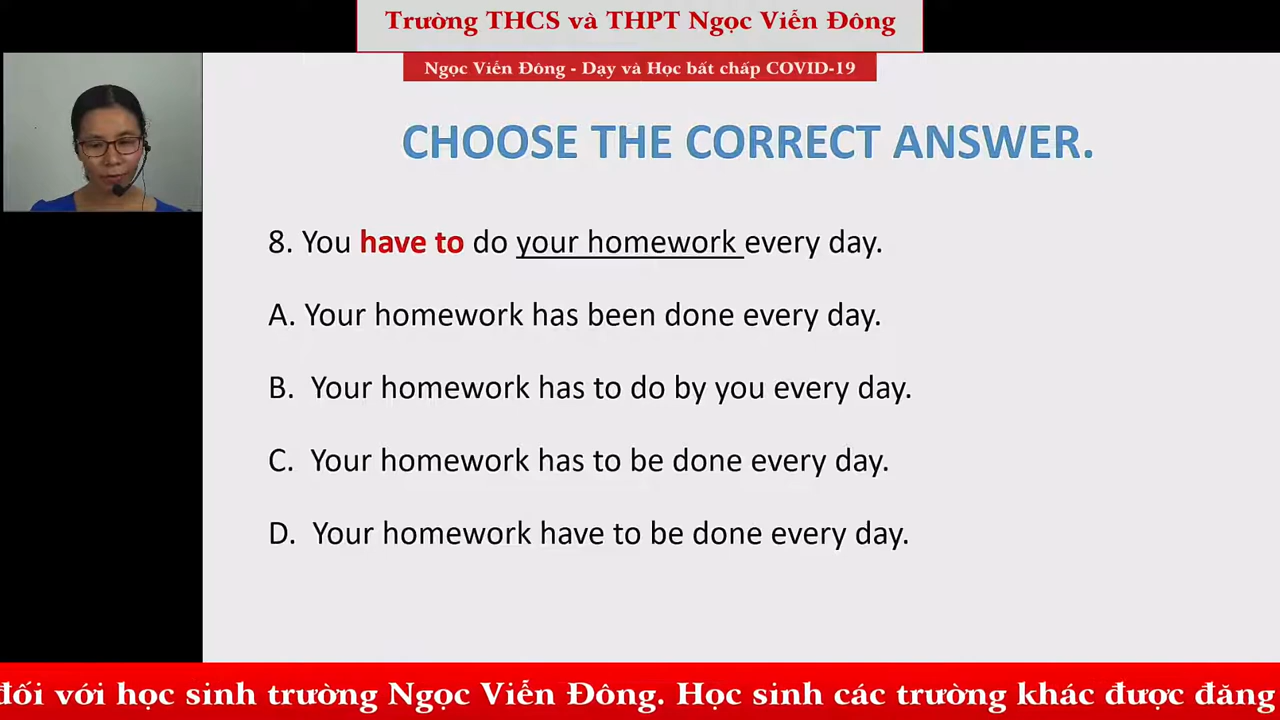 Trường THCS và THPT Ngọc Viễn Đông
Ngọc Viễn Đông - Dạy và Học bất chấp COVID-19
CHOOSE THE CORRECT ANSWER.
8. You have to do your homework every day.
A. Your homework has been done every day.
B. Your homework has to do by you every day.
C. Your homework has to be done every day.
D. Your homework have to be done every day.
đối với học sinh trường Ngọc Viễn Đông. Học sinh các trường khác được đăng